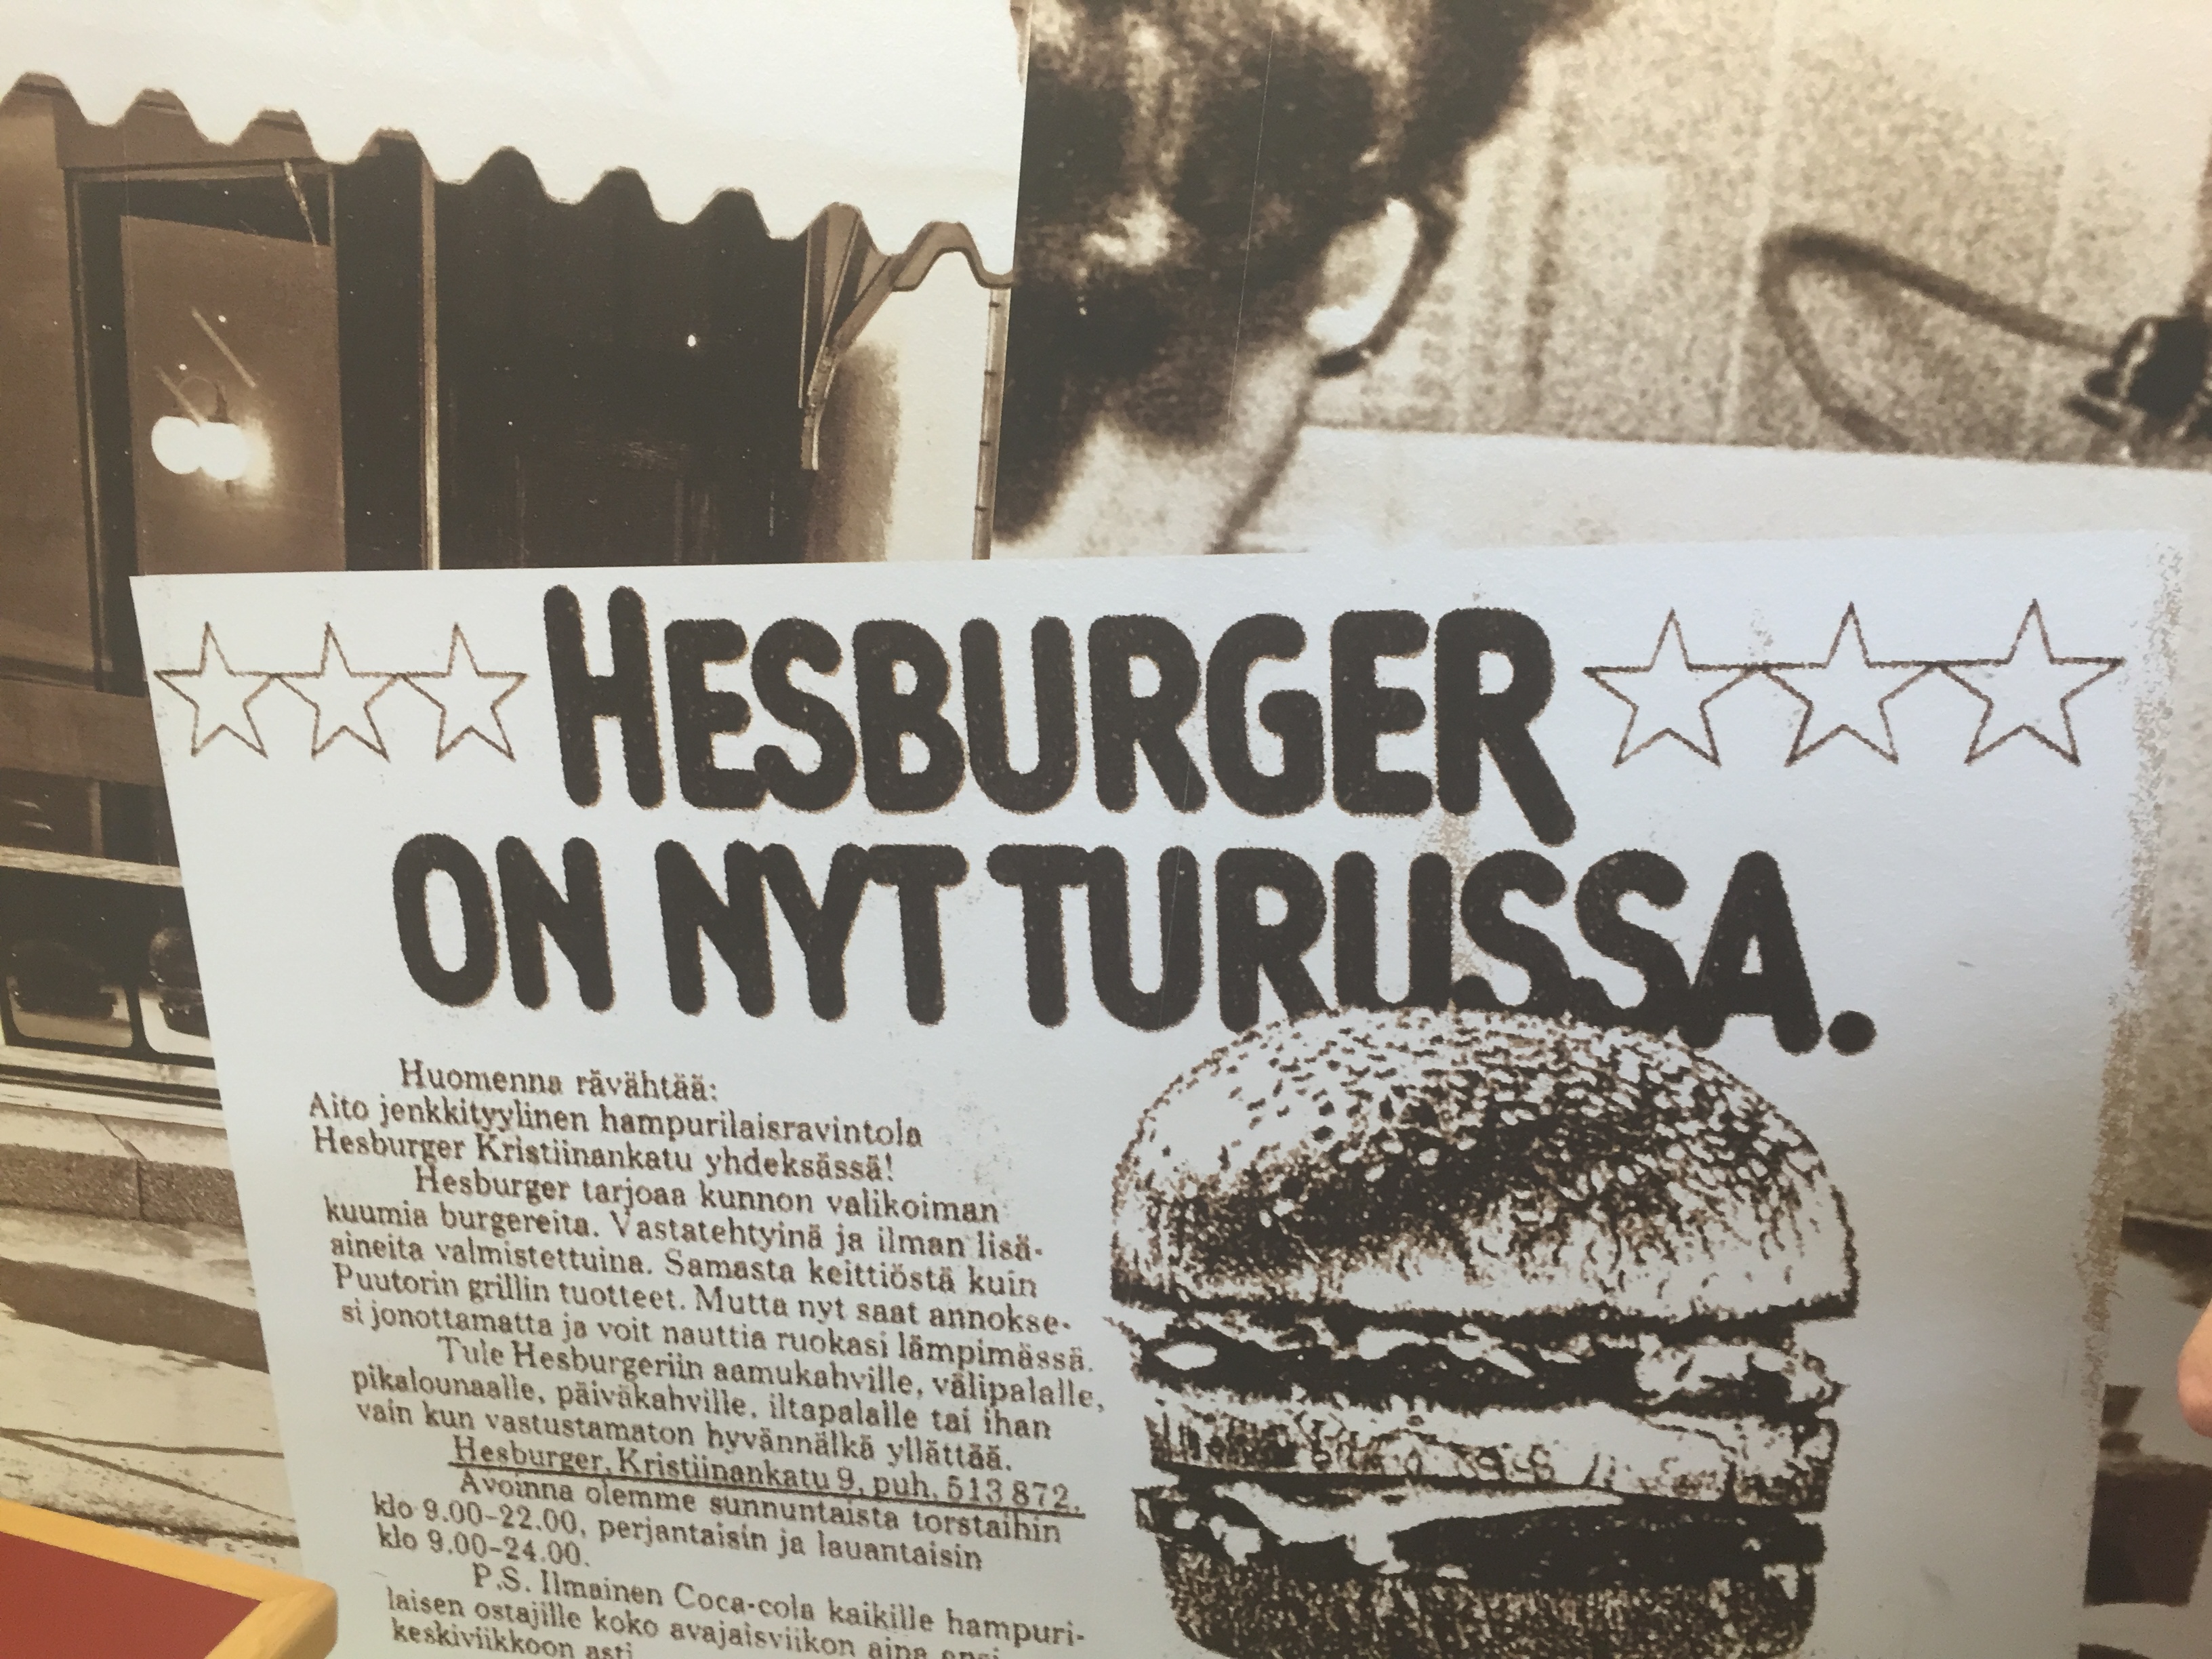 HESBURGER
ON NYT TURUSSA.
Huomenna rävähtää:
Aito jenkkityylinen hampurilaisravintola
Hesburger Kristiinankatu yhdeksässä!
Hesburger tarjoaa kunnon valikoiman
kuumia burgereita. Vastatehtyinä ja ilman lisä-
aineita valmistettuina. Samasta keittiöstä kuin
Puutorin grillin tuotteet. Mutta nyt saat annokse-
si jonottamatta ja voit nauttia ruokasi lämpimässä.
Tule Hesburgeriin aamukahville, välipalalle,
pikalounaalle, päiväkahville, iltapalalle tai ihan
vain kun vastustamaton hyvännälkä yllättää.
Hesburger, Kristiinankatu 9, puh. 513 872.
Avoinna olemme sunnuntaista torstaihin
klo 9.00-22.00, perjantaisin ja lauantaisin
klo 9.00-24.00.
P.S. Ilmainen Coca-cola kaikille hampuri-
laisen ostajille koko avajaisviikon aina ensi
keskiviikkoon asti